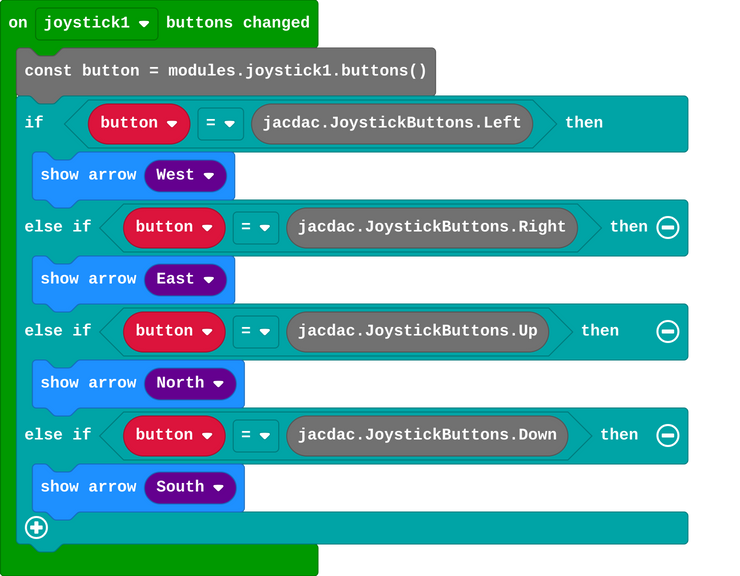 on joystick1 buttons changed
const button = modules.joystick1.buttons()
if button = jacdac.JoystickButtons.Left then
show arrow West
else if button = jacdac.JoystickButtons.Right then
show arrow East
else if button = jacdac.JoystickButtons.Up then
show arrow North
else if button = jacdac.JoystickButtons.Down then
show arrow South